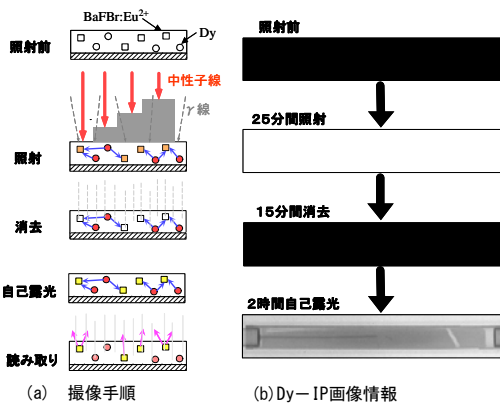 BaFBr:Eu²⁺
Dy
照射前
中性子線
γ線
照射
消去
自己露光
読み取り
(a) 撮像手順
照射前
25分間照射
15分間消去
2時間自己露光
(b)Dy－IP画像情報